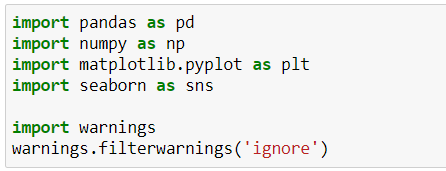 import pandas as pd
import numpy as np
import matplotlib.pyplot as plt
import seaborn as sns
import warnings
warnings.filterwarnings('ignore')